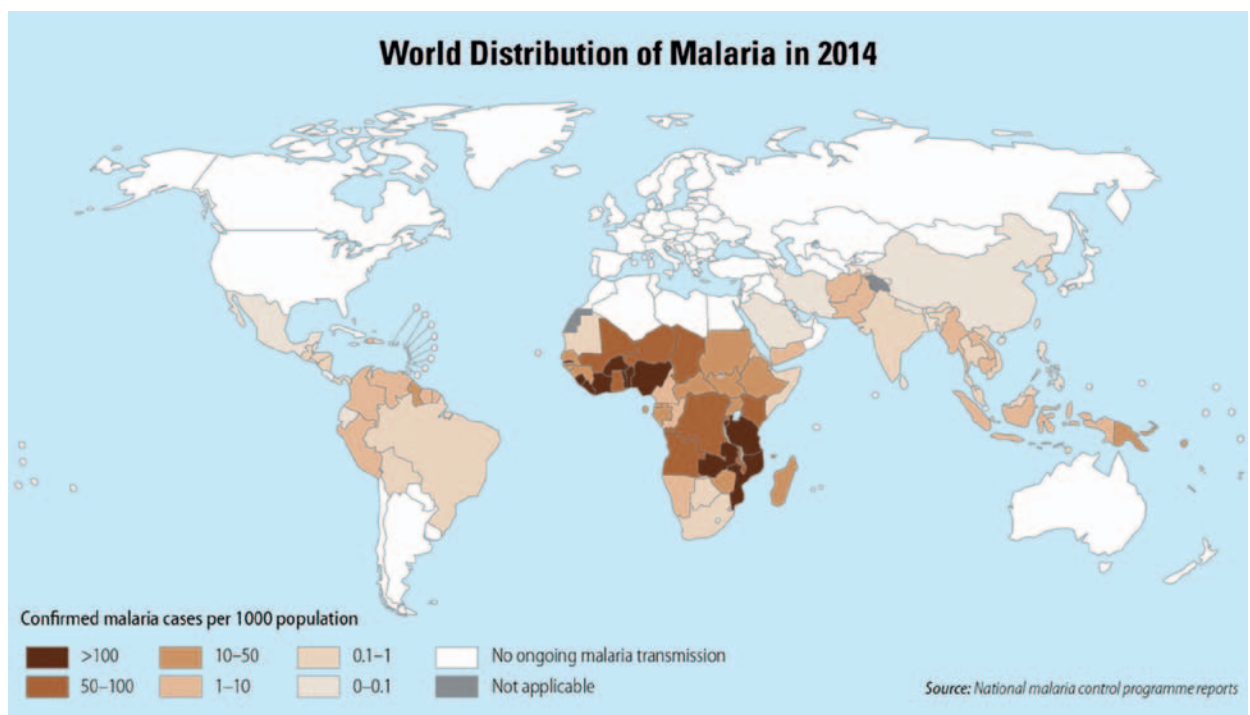 World Distribution of Malaria in 2014
Confirmed malaria cases per 1000 population
>100
10–50
0.1–1
No ongoing malaria transmission
50–100
1–10
0–0.1
Not applicable
Source: National malaria control programme reports